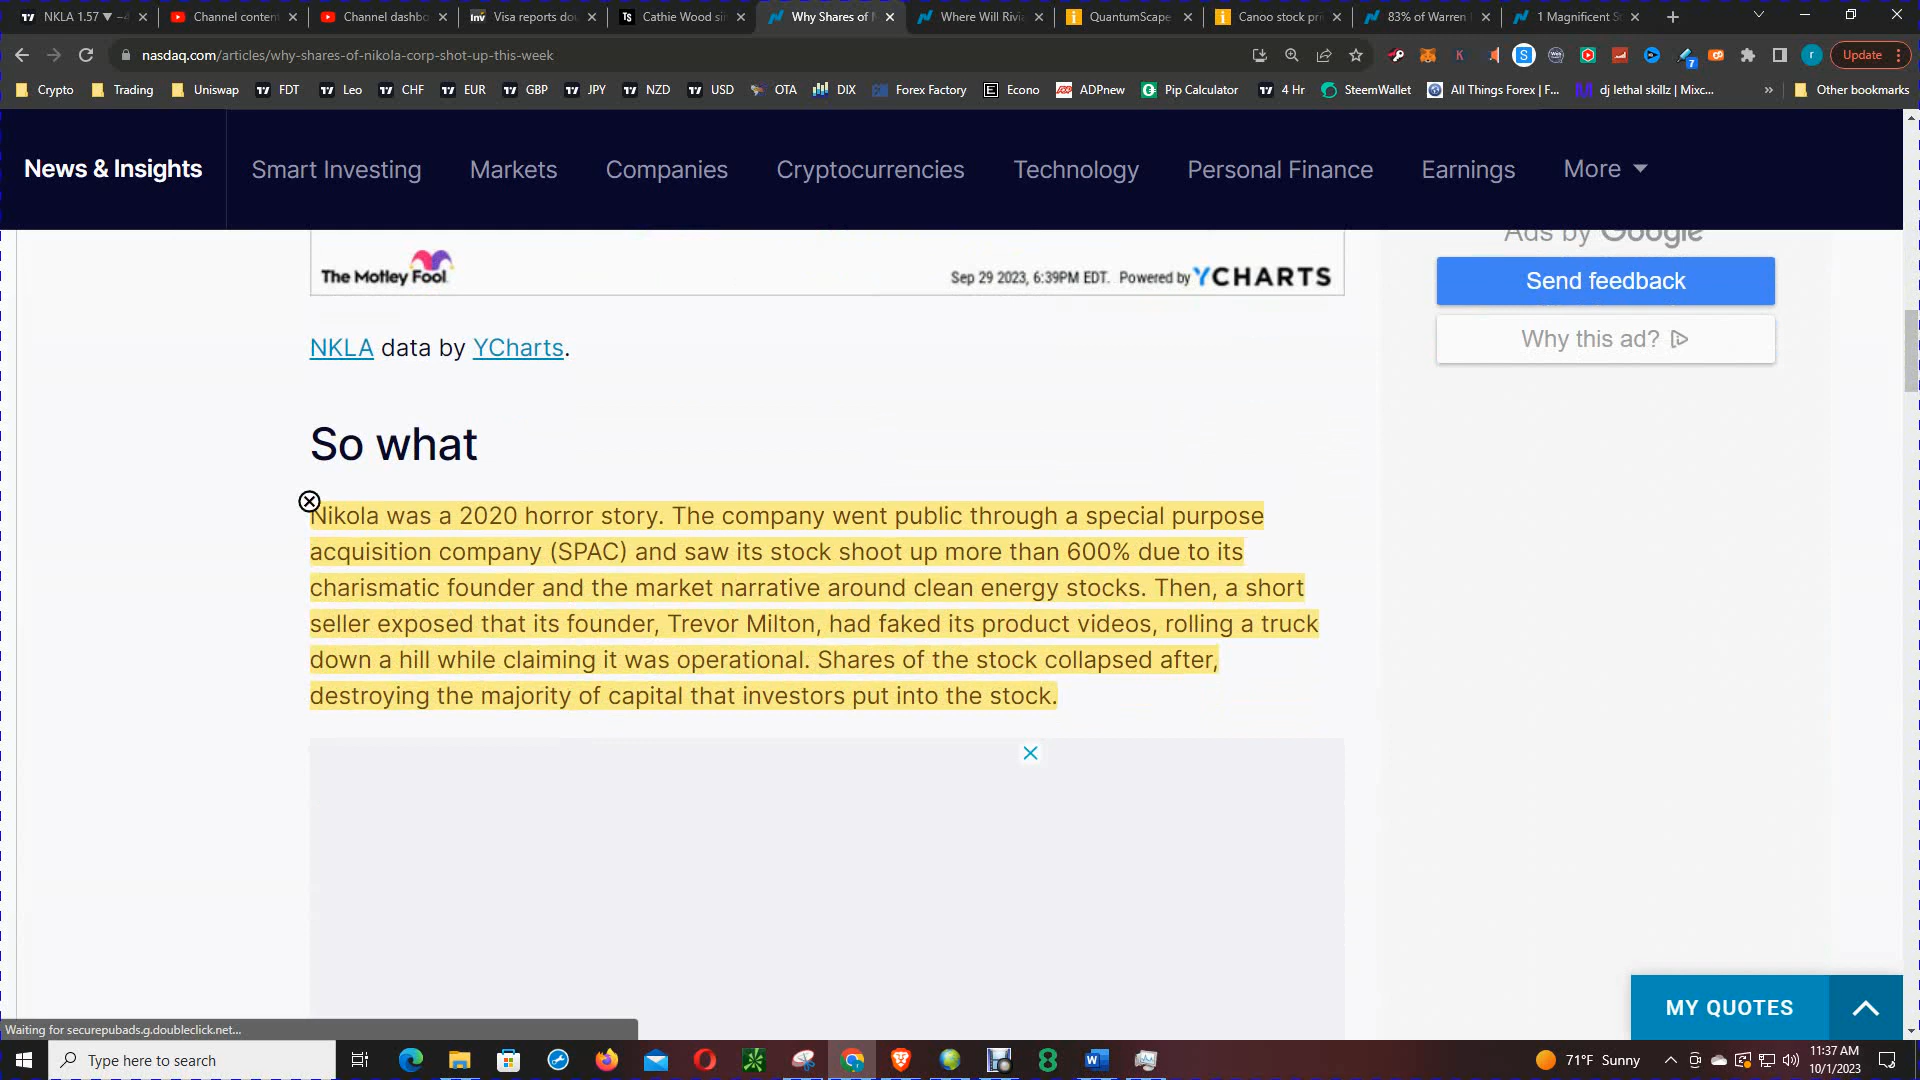 NKLA 1.57 ▼ −4
Channel content
Channel dashbo
Inv Visa reports do
Ts Cathie Wood si
Why Shares of N
Where Will Rivi
QuantumScape
Canoo stock pri
83% of Warren
1 Magnificent S
nasdaq.com/articles/why-shares-of-nikola-corp-shot-up-this-week
Update
Crypto Trading Uniswap FDT Leo CHF EUR GBP JPY NZD USD OTA DIX Forex Factory Econo ADPnew Pip Calculator 4 Hr SteemWallet All Things Forex | F... dj lethal skillz | Mixc... » Other bookmarks
News & Insights Smart Investing Markets Companies Cryptocurrencies Technology Personal Finance Earnings More
Ads by Google
The Motley Fool Sep 29 2023, 6:39PM EDT. Powered by YCHARTS
Send feedback
Why this ad?
NKLA data by YCharts.
So what
Nikola was a 2020 horror story. The company went public through a special purpose
acquisition company (SPAC) and saw its stock shoot up more than 600% due to its
charismatic founder and the market narrative around clean energy stocks. Then, a short
seller exposed that its founder, Trevor Milton, had faked its product videos, rolling a truck
down a hill while claiming it was operational. Shares of the stock collapsed after,
destroying the majority of capital that investors put into the stock.
MY QUOTES
Waiting for securepubads.g.doubleclick.net...
Type here to search
71°F Sunny
11:37 AM
10/1/2023